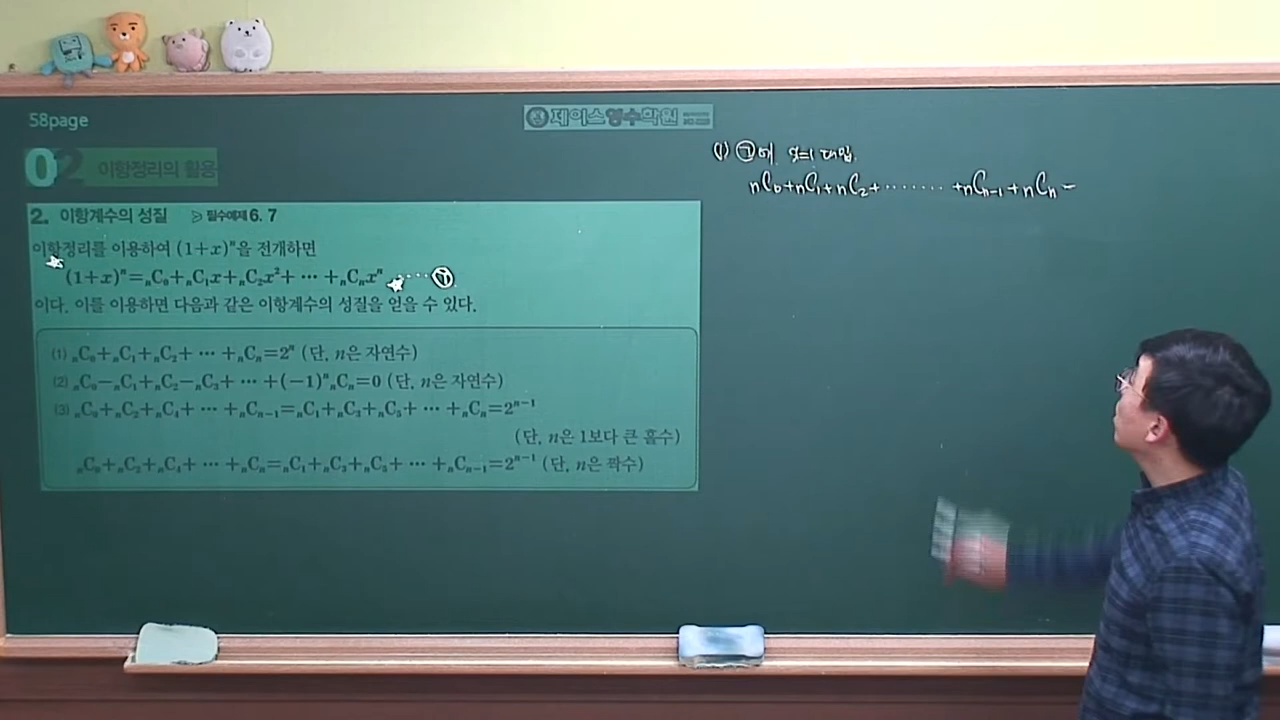 58page
제이스영수학원
02 이항정리의 활용
2. 이항계수의 성질 ≫ 필수예제 6. 7
이항정리를 이용하여 (1+x)ⁿ을 전개하면
(1+x)ⁿ=ₙC₀+ₙC₁x+ₙC₂x²+ ⋯ +ₙCₙxⁿ ⋯⋯ ㉠
이다. 이를 이용하면 다음과 같은 이항계수의 성질을 얻을 수 있다.
(1) ₙC₀+ₙC₁+ₙC₂+ ⋯ +ₙCₙ=2ⁿ (단, n은 자연수)
(2) ₙC₀−ₙC₁+ₙC₂−ₙC₃+ ⋯ +(−1)ⁿₙCₙ=0 (단, n은 자연수)
(3) ₙC₀+ₙC₂+ₙC₄+ ⋯ +ₙCₙ₋₁=ₙC₁+ₙC₃+ₙC₅+ ⋯ +ₙCₙ=2ⁿ⁻¹
(단, n은 1보다 큰 홀수)
ₙC₀+ₙC₂+ₙC₄+ ⋯ +ₙCₙ=ₙC₁+ₙC₃+ₙC₅+ ⋯ +ₙCₙ₋₁=2ⁿ⁻¹ (단, n은 짝수)
(1) ㉠에 x=1 대입
ₙC₀+ₙC₁+ₙC₂+ ⋯⋯ +ₙCₙ₋₁+ₙCₙ −